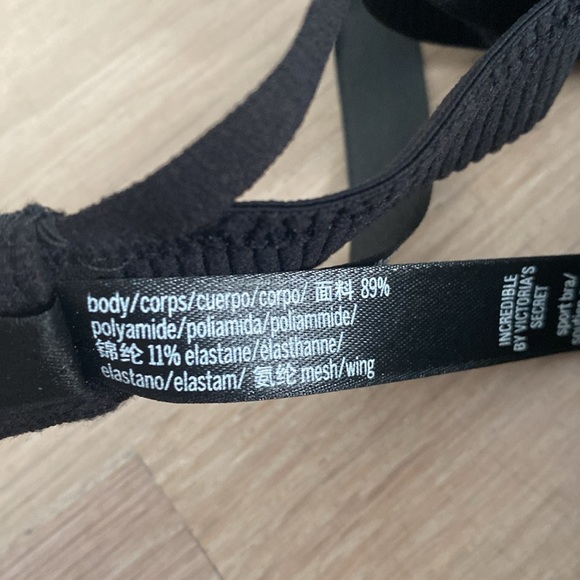 body/corps/cuerpo/corpo/ 面料 89%
polyamide/poliamida/poliammide/
锦纶 11% elastane/elasthanne/
elastano/elastam/ 氨纶 mesh/wing
INCREDIBLE
BY VICTORIA'S
SECRET
sport bra/